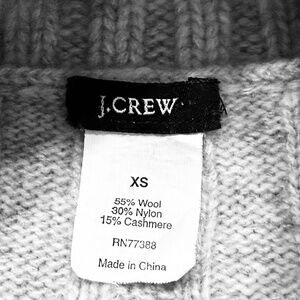 J.CREW
XS
55% Wool
30% Nylon
15% Cashmere
RN77388
Made in China